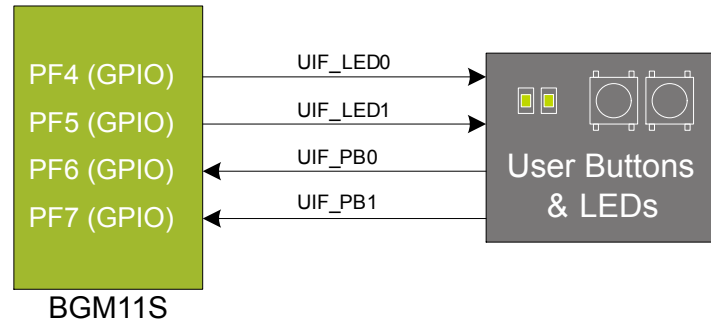 PF4 (GPIO)
PF5 (GPIO)
PF6 (GPIO)
PF7 (GPIO)
BGM11S
UIF_LED0
UIF_LED1
UIF_PB0
UIF_PB1
User Buttons
& LEDs